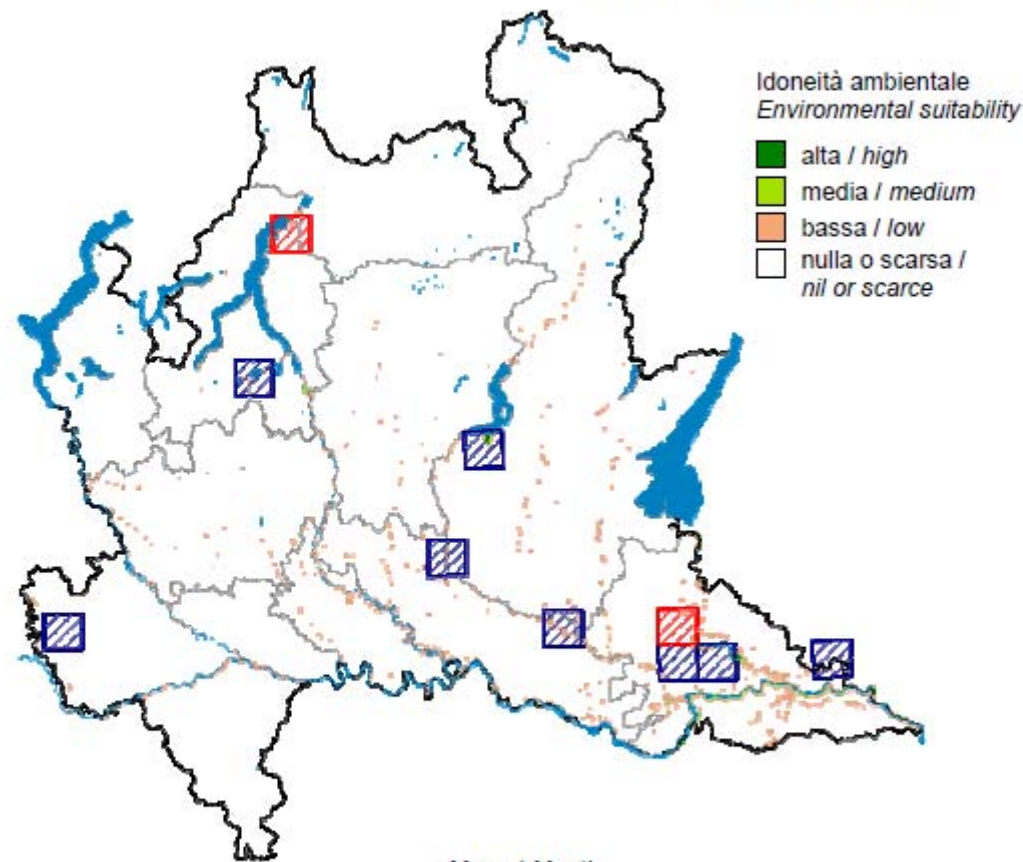 Idoneità ambientale
Environmental suitability
alta / high
media / medium
bassa / low
nulla o scarsa /
nil or scarce